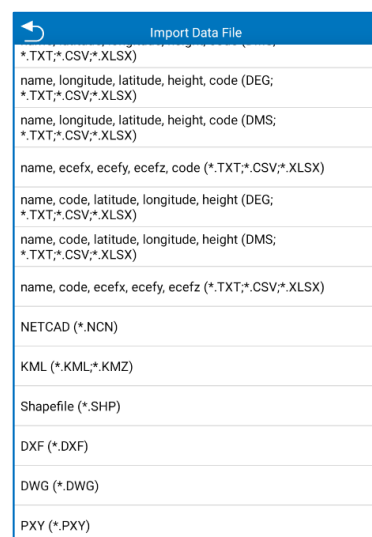 Import Data File
*.TXT;*.CSV;*.XLSX)
name, longitude, latitude, height, code (DEG;
*.TXT;*.CSV;*.XLSX)
name, longitude, latitude, height, code (DMS;
*.TXT;*.CSV;*.XLSX)
name, ecefx, ecefy, ecefz, code (*.TXT;*.CSV;*.XLSX)
name, code, latitude, longitude, height (DEG;
*.TXT;*.CSV;*.XLSX)
name, code, latitude, longitude, height (DMS;
*.TXT;*.CSV;*.XLSX)
name, code, ecefx, ecefy, ecefz (*.TXT;*.CSV;*.XLSX)
NETCAD (*.NCN)
KML (*.KML;*.KMZ)
Shapefile (*.SHP)
DXF (*.DXF)
DWG (*.DWG)
PXY (*.PXY)